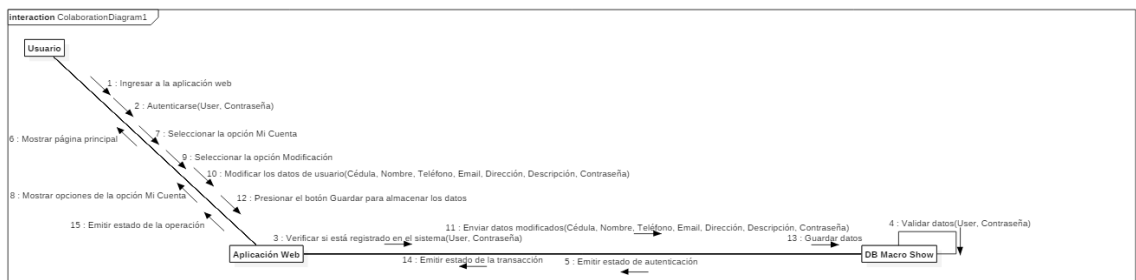 interaction ColaborationDiagram1
Usuario
1 : Ingresar a la aplicación web
2 : Autenticarse(User, Contraseña)
7 : Seleccionar la opción Mi Cuenta
6 : Mostrar página principal
9 : Seleccionar la opción Modificación
10 : Modificar los datos de usuario(Cédula, Nombre, Teléfono, Email, Dirección, Descripción, Contraseña)
8 : Mostrar opciones de la opción Mi Cuenta
12 : Presionar el botón Guardar para almacenar los datos
15 : Emitir estado de la operación
11 : Enviar datos modificados(Cédula, Nombre, Teléfono, Email, Dirección, Descripción, Contraseña)
4 : Validar datos(User, Contraseña)
3 : Verificar si está registrado en el sistema(User, Contraseña)
13 : Guardar datos
Aplicación Web
DB Macro Show
14 : Emitir estado de la transacción
5 : Emitir estado de autenticación